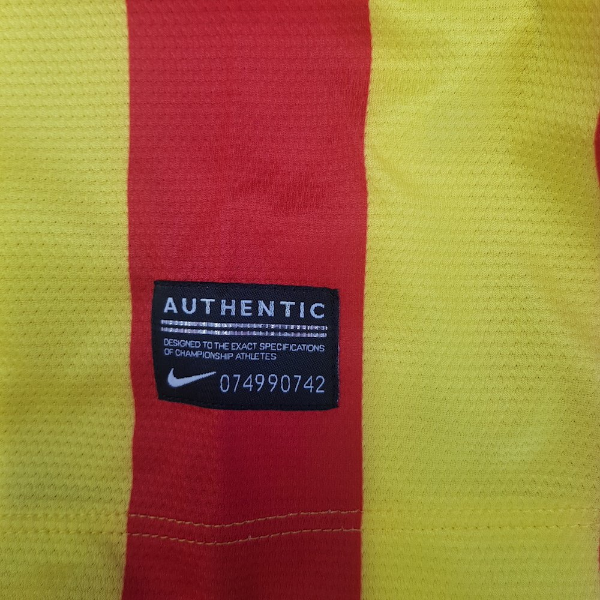 AUTHENTIC
DESIGNED TO THE EXACT SPECIFICATIONS
OF CHAMPIONSHIP ATHLETES
074990742